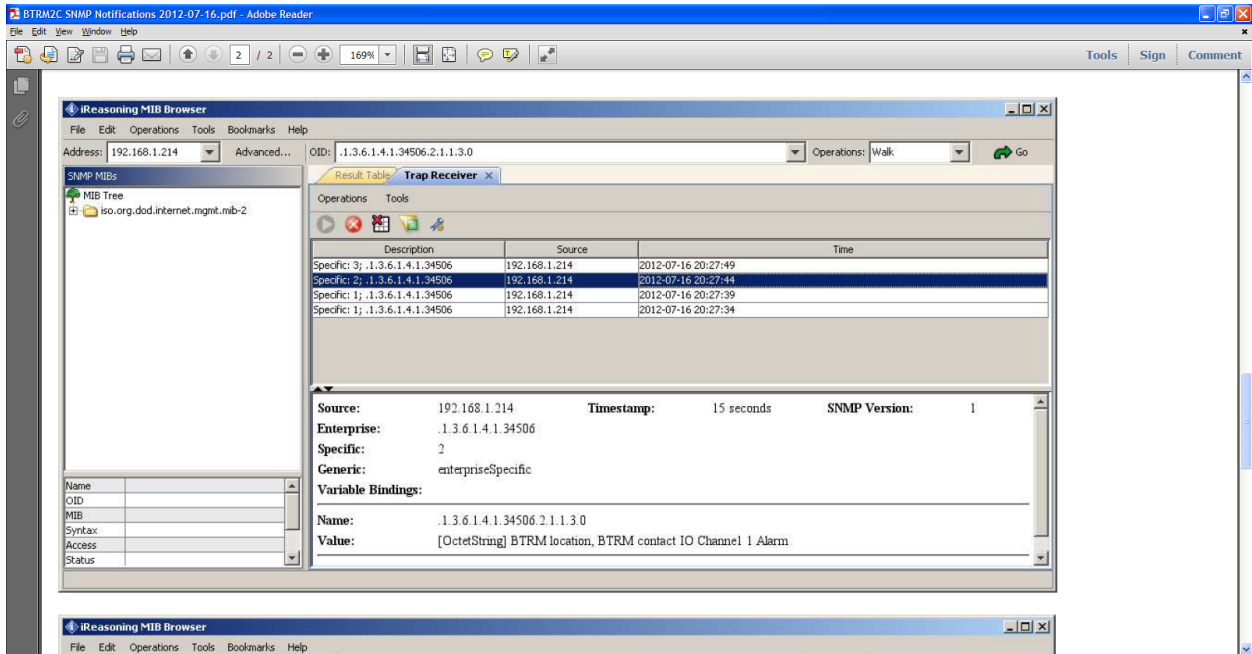 BTRM2C SNMP Notifications 2012-07-16.pdf - Adobe Reader
File Edit View Window Help
2 / 2 169% Tools Sign Comment
iReasoning MIB Browser
File Edit Operations Tools Bookmarks Help
Address: 192.168.1.214 Advanced... OID: .1.3.6.1.4.1.34506.2.1.1.3.0 Operations: Walk Go
SNMP MIBs
MIB Tree
iso.org.dod.internet.mgmt.mib-2
Result Table Trap Receiver
Operations Tools
Description Source Time
Specific: 3; .1.3.6.1.4.1.34506 192.168.1.214 2012-07-16 20:27:49
Specific: 2; .1.3.6.1.4.1.34506 192.168.1.214 2012-07-16 20:27:44
Specific: 1; .1.3.6.1.4.1.34506 192.168.1.214 2012-07-16 20:27:39
Specific: 1; .1.3.6.1.4.1.34506 192.168.1.214 2012-07-16 20:27:34
Source: 192.168.1.214 Timestamp: 15 seconds SNMP Version: 1
Enterprise: .1.3.6.1.4.1.34506
Specific: 2
Generic: enterpriseSpecific
Variable Bindings:
Name: .1.3.6.1.4.1.34506.2.1.1.3.0
Value: [OctetString] BTRM location, BTRM contact IO Channel 1 Alarm
Name
OID
MIB
Syntax
Access
Status
iReasoning MIB Browser
File Edit Operations Tools Bookmarks Help